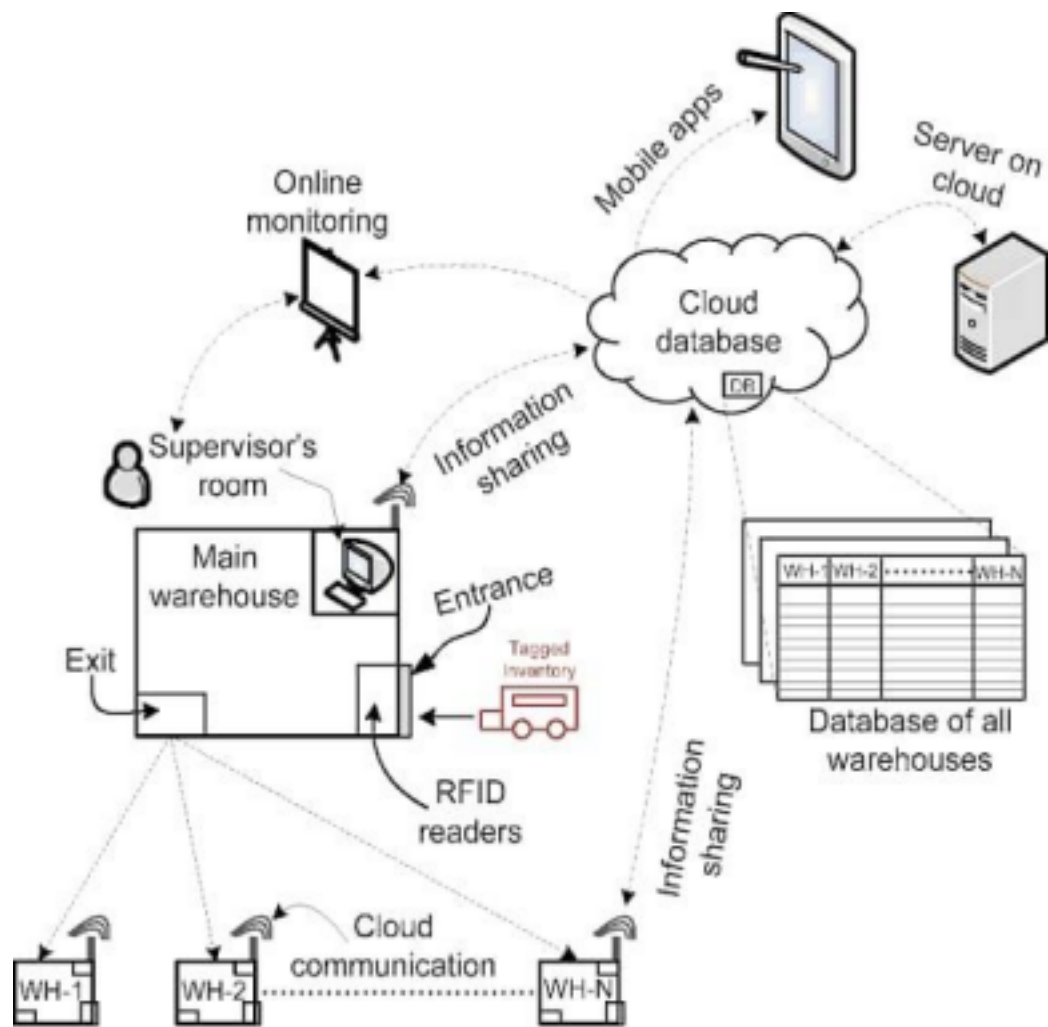 Mobile apps
Server on
cloud
Online
monitoring
Cloud
database
DB
Information
sharing
Supervisor's
room
Main
warehouse
Entrance
Tagged
Inventory
Exit
RFID
readers
WH-1 WH-2 WH-N
Database of all
warehouses
Information
sharing
Cloud
communication
WH-1
WH-2
WH-N